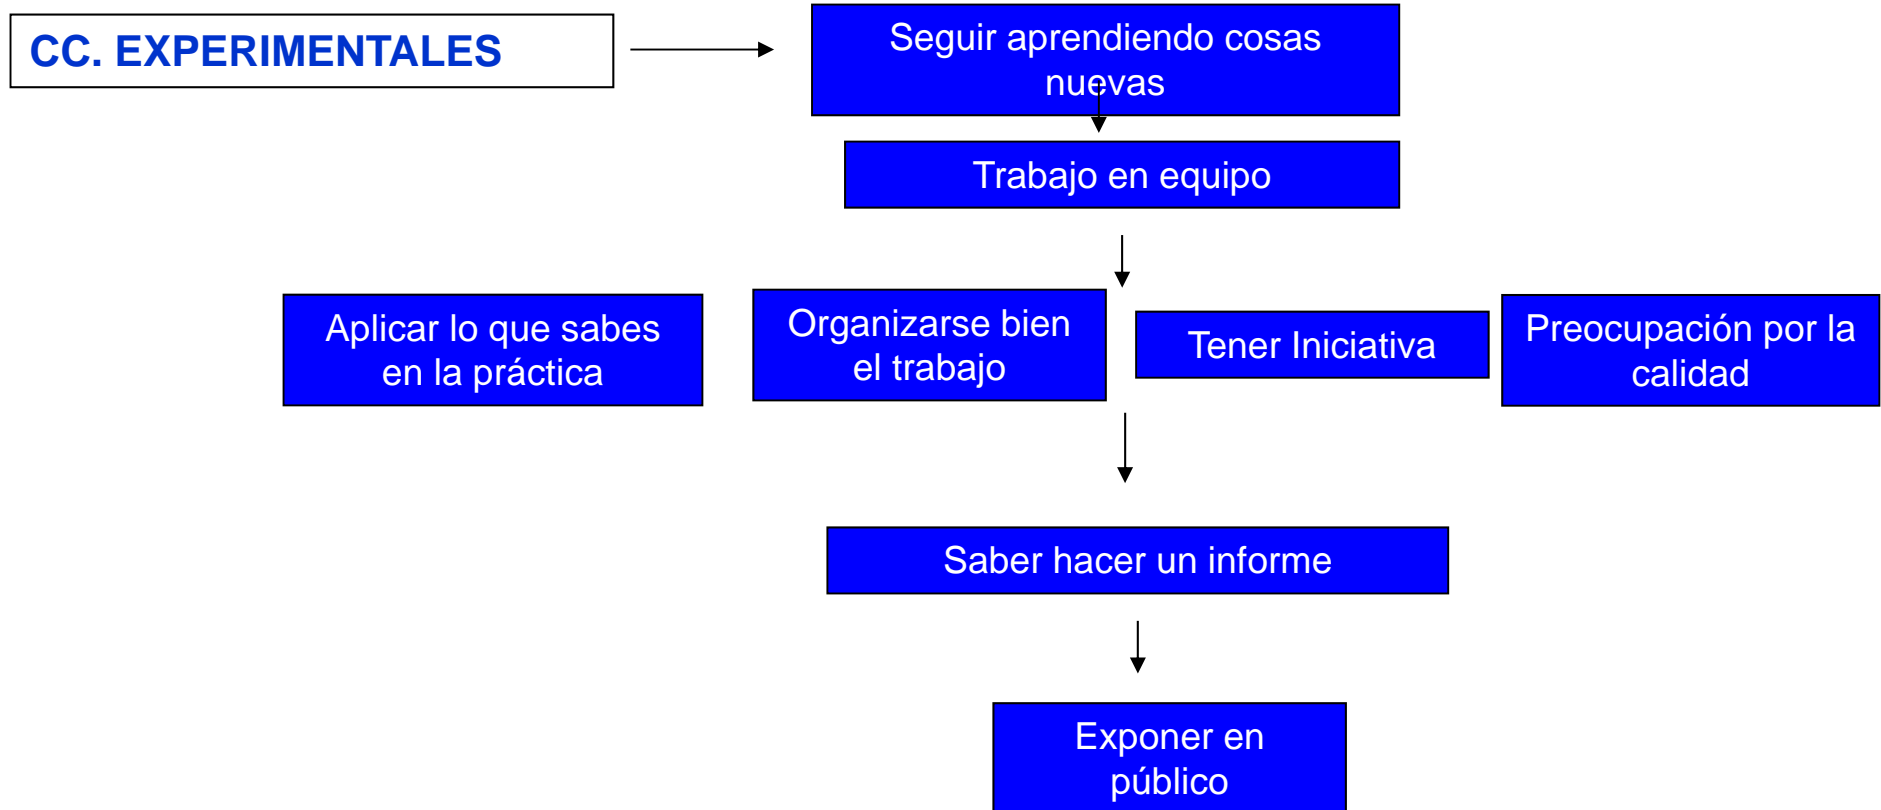 CC. EXPERIMENTALES
Seguir aprendiendo cosas
nuevas
Trabajo en equipo
Aplicar lo que sabes
en la práctica
Organizarse bien
el trabajo
Tener Iniciativa
Preocupación por la
calidad
Saber hacer un informe
Exponer en
público